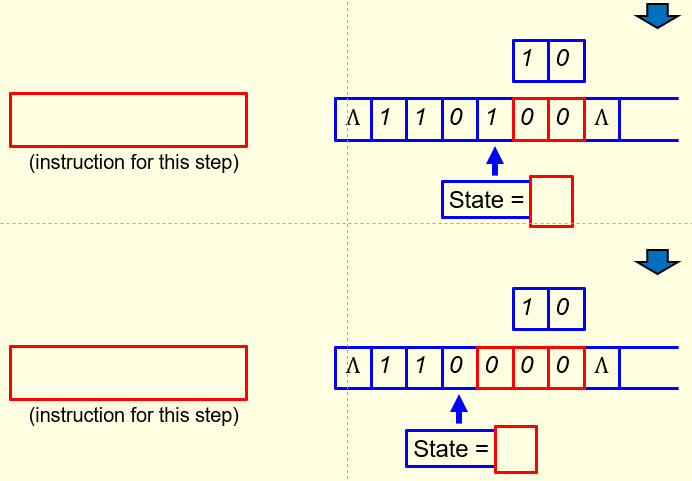 1 0
Λ 1 1 0 1 0 0 Λ
(instruction for this step)
State =
1 0
Λ 1 1 0 0 0 0 Λ
(instruction for this step)
State =